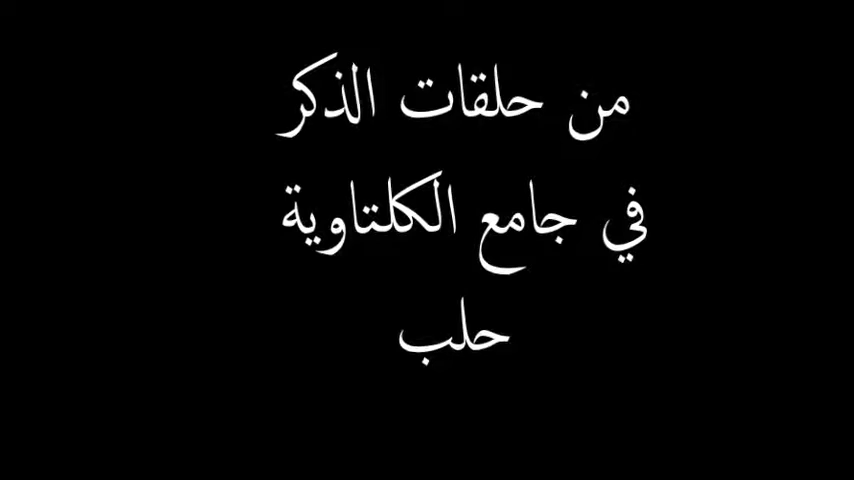 من حلقات الذكر
في جامع الكلتاوية
حلب